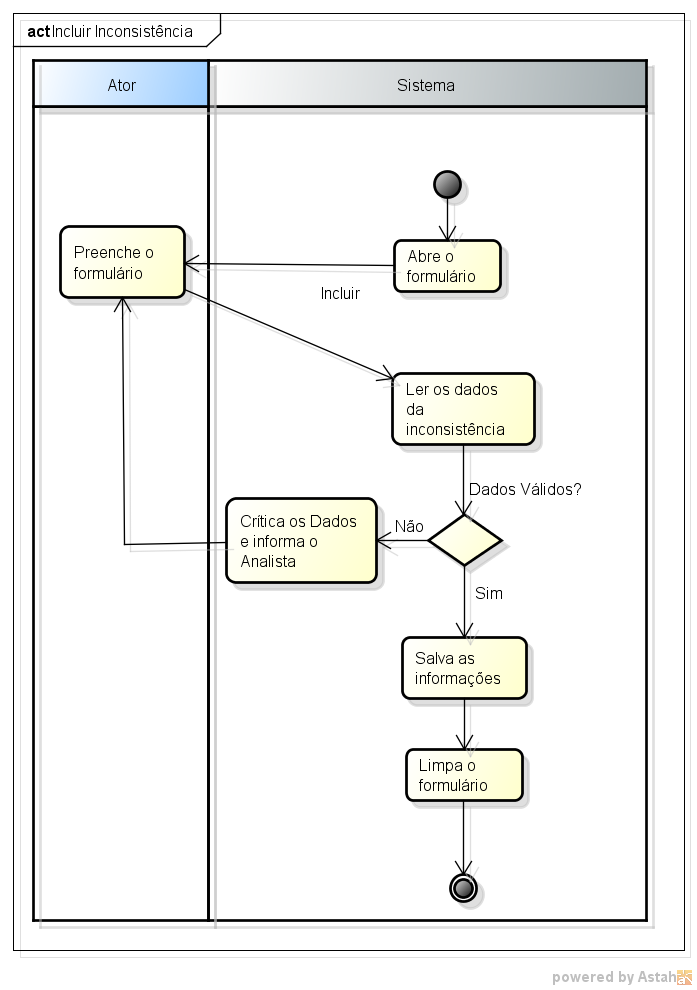 act Incluir Inconsistência
Ator
Sistema
Abre o
formulário
Preenche o
formulário
Incluir
Ler os dados
da
inconsistência
Dados Válidos?
Não
Crítica os Dados
e informa o
Analista
Sim
Salva as
informações
Limpa o
formulário
powered by Astah